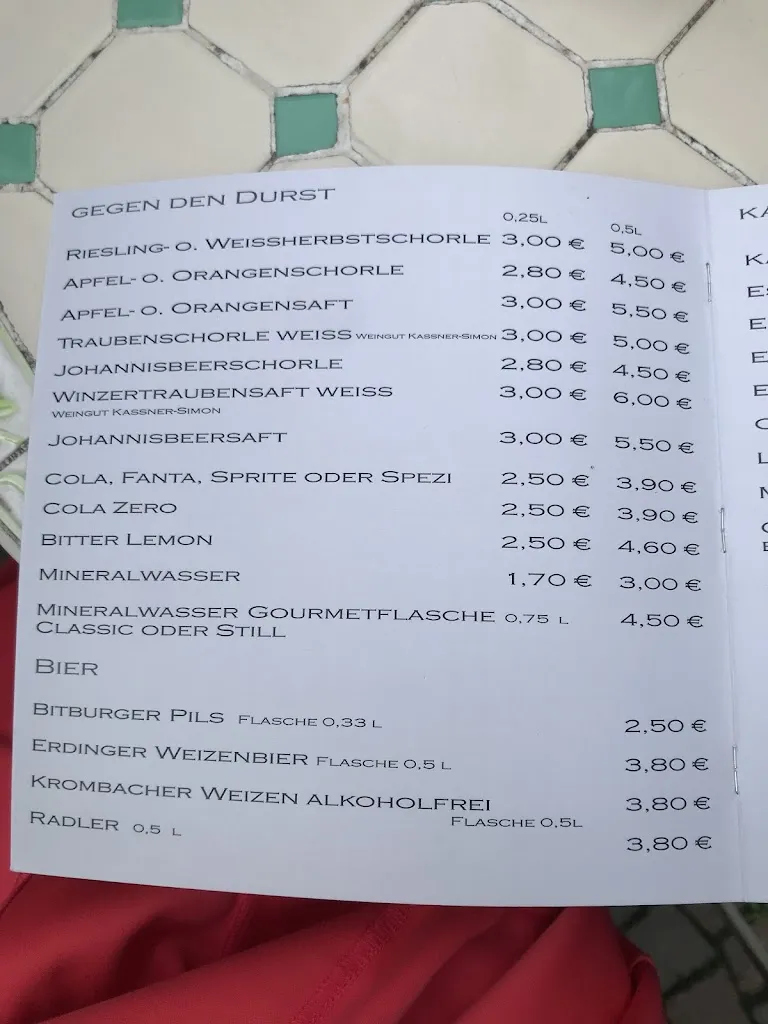 GEGEN DEN DURST
0,25L 0,5L
RIESLING- O. WEISSHERBSTSCHORLE 3,00 € 5,00 €
APFEL- O. ORANGENSCHORLE 2,80 € 4,50 €
APFEL- O. ORANGENSAFT 3,00 € 5,50 €
TRAUBENSCHORLE WEISS WEINGUT KASSNER-SIMON 3,00 € 5,00 €
JOHANNISBEERSCHORLE 2,80 € 4,50 €
WINZERTRAUBENSAFT WEISS 3,00 € 6,00 €
WEINGUT KASSNER-SIMON
JOHANNISBEERSAFT 3,00 € 5,50 €
COLA, FANTA, SPRITE ODER SPEZI 2,50 € 3,90 €
COLA ZERO 2,50 € 3,90 €
BITTER LEMON 2,50 € 4,60 €
MINERALWASSER 1,70 € 3,00 €
MINERALWASSER GOURMETFLASCHE 0,75 L 4,50 €
CLASSIC ODER STILL
BIER
BITBURGER PILS FLASCHE 0,33 L 2,50 €
ERDINGER WEIZENBIER FLASCHE 0,5 L 3,80 €
KROMBACHER WEIZEN ALKOHOLFREI 3,80 €
FLASCHE 0,5L
RADLER 0,5 L 3,80 €